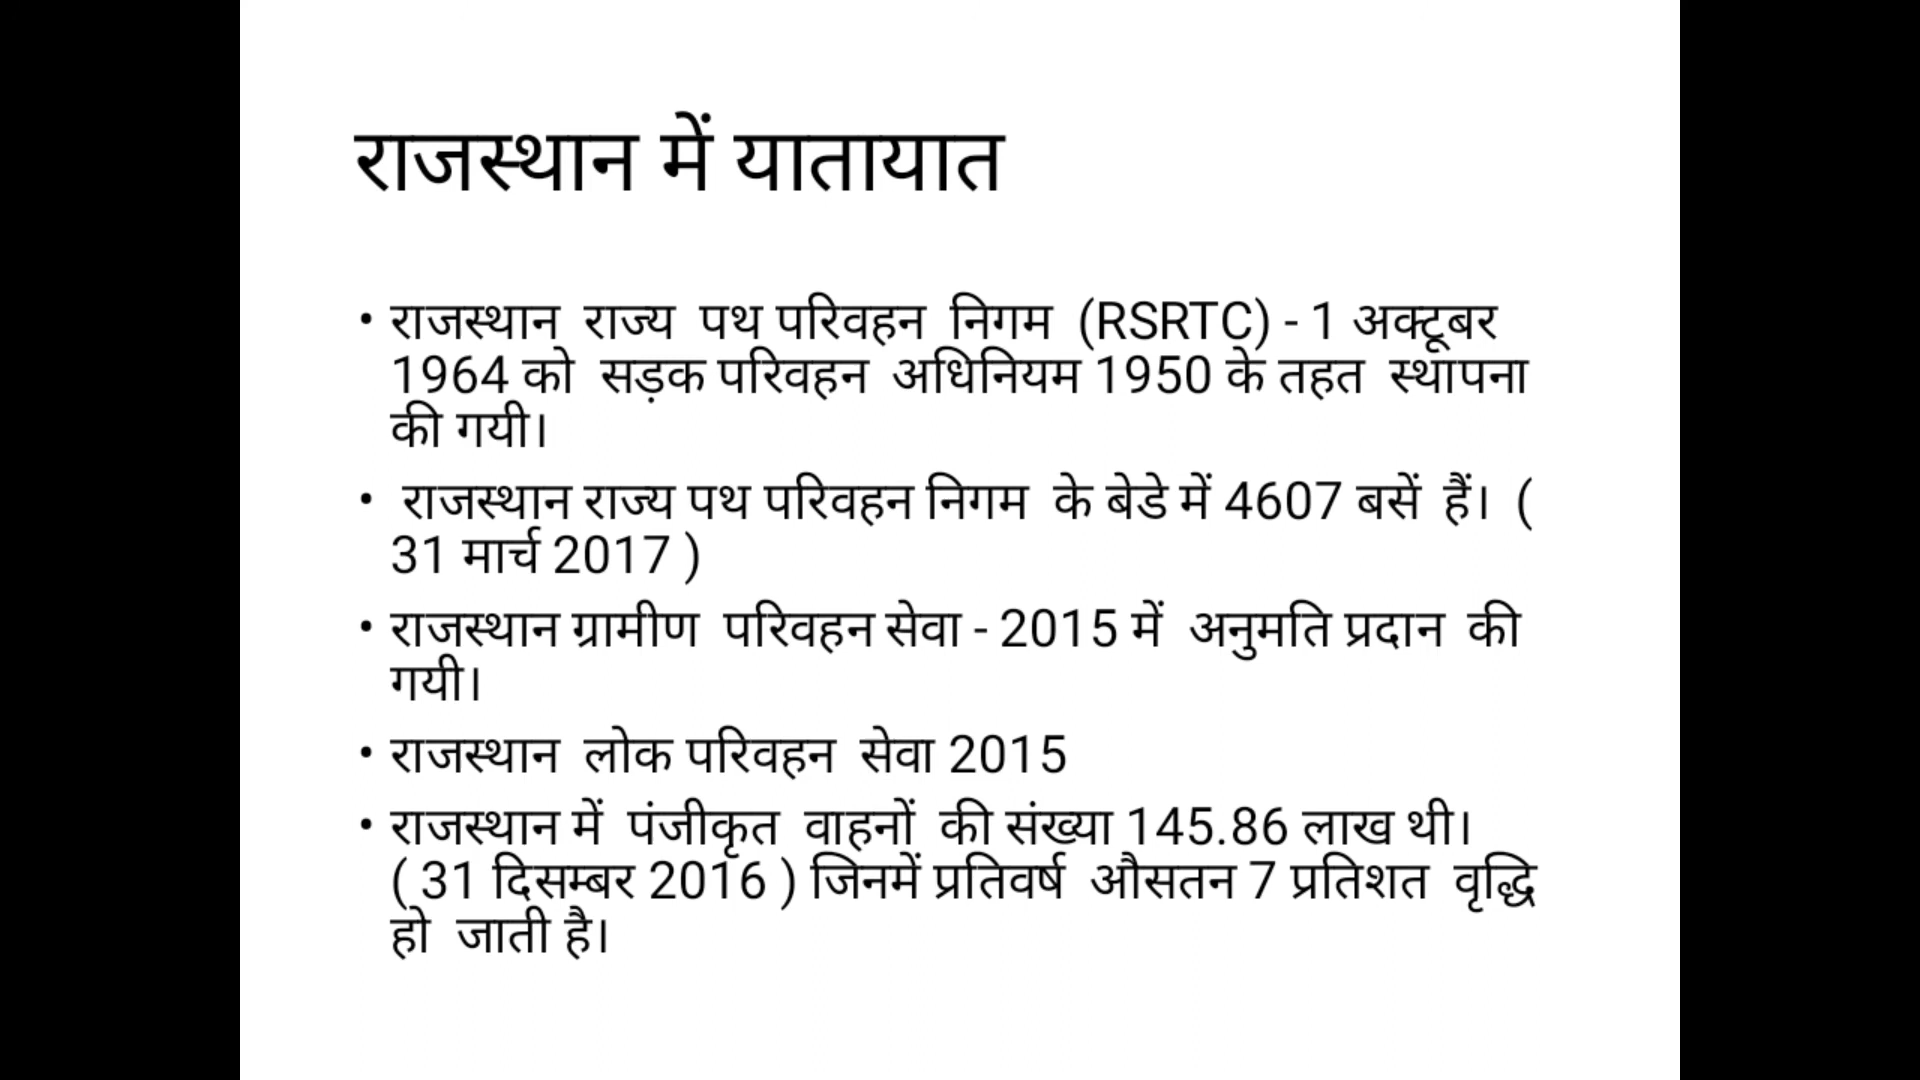 राजस्थान में यातायात
• राजस्थान राज्य पथ परिवहन निगम (RSRTC) - 1 अक्टूबर
1964 को सड़क परिवहन अधिनियम 1950 के तहत स्थापना
की गयी।
• राजस्थान राज्य पथ परिवहन निगम के बेडे में 4607 बसें हैं। (
31 मार्च 2017 )
• राजस्थान ग्रामीण परिवहन सेवा - 2015 में अनुमति प्रदान की
गयी।
• राजस्थान लोक परिवहन सेवा 2015
• राजस्थान में पंजीकृत वाहनों की संख्या 145.86 लाख थी।
( 31 दिसम्बर 2016 ) जिनमें प्रतिवर्ष औसतन 7 प्रतिशत वृद्धि
हो जाती है।